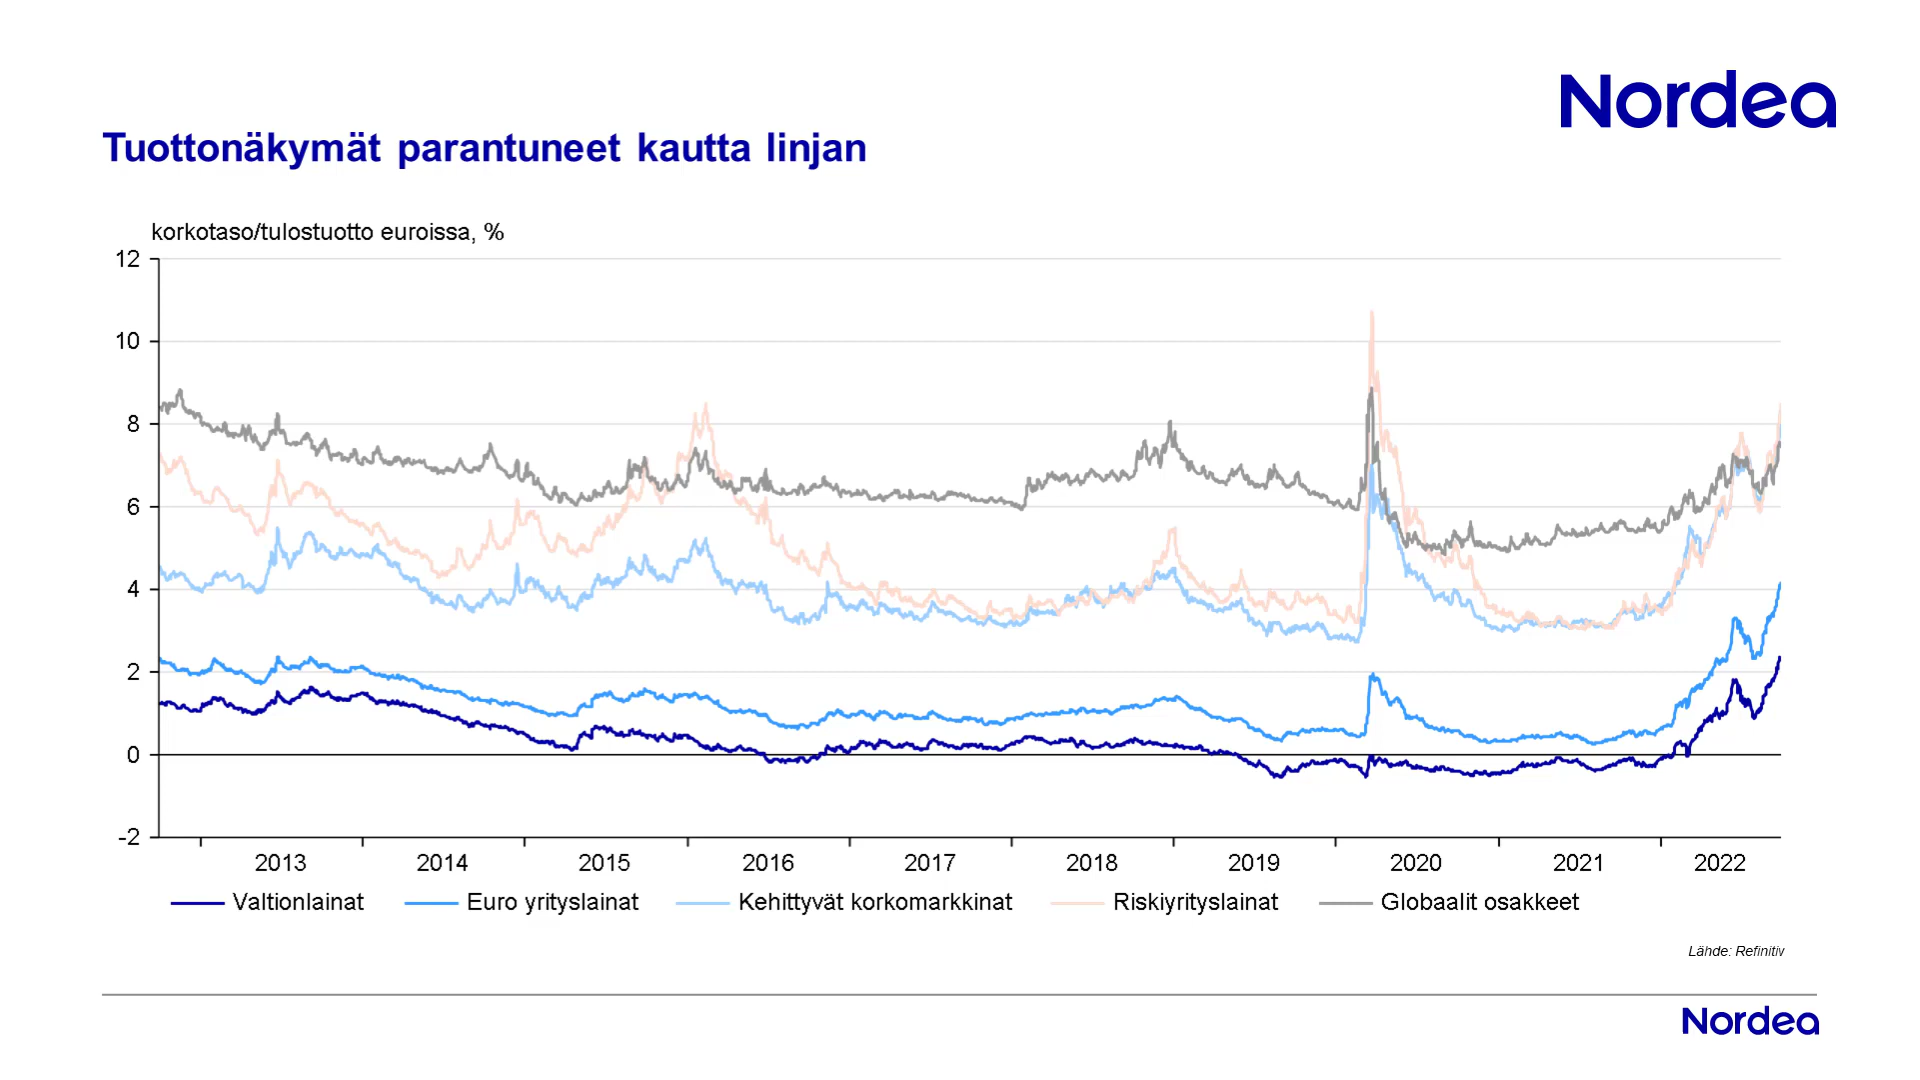 Nordea
Tuottonäkymät parantuneet kautta linjan
korkotaso/tulostuotto euroissa, %
12
10
8
6
4
2
0
-2
2013 2014 2015 2016 2017 2018 2019 2020 2021 2022
Valtionlainat Euro yrityslainat Kehittyvät korkomarkkinat Riskiyrityslainat Globaalit osakkeet
Lähde: Refinitiv
Nordea